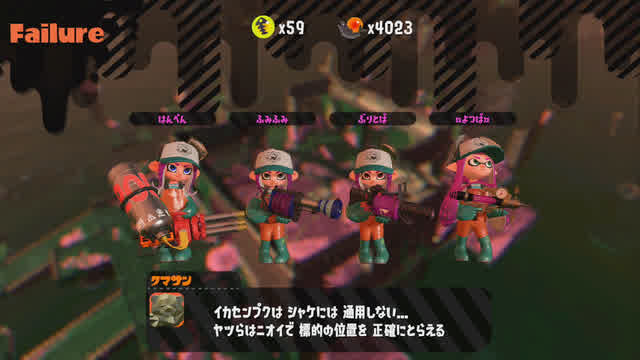 Failure
x59
x4023
はんぺん
ふみふみ
ぷりとば
¤よつば¤
クマサン
イカセンプクは シャケには 通用しない...
ヤツらはニオイで 標的の位置を 正確にとらえる